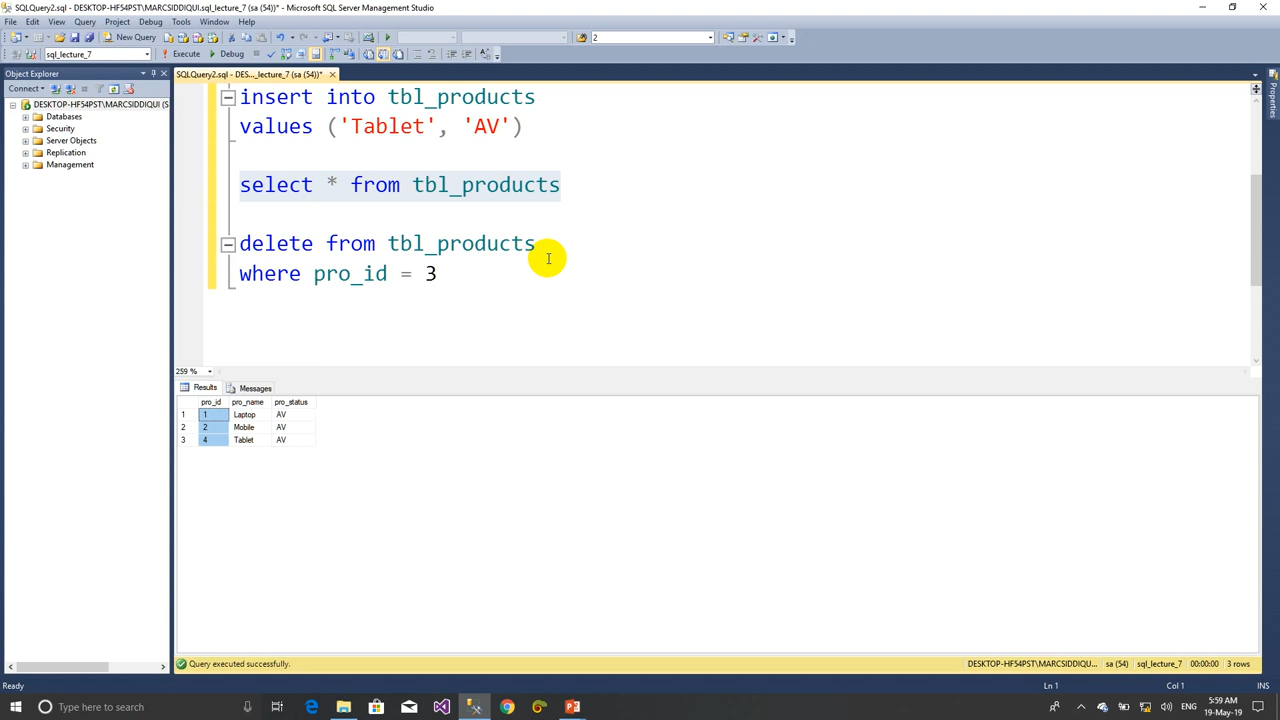 SQLQuery2.sql - DESKTOP-HF54PST\MARCSIDDIQUI.sql_lecture_7 (sa (54))* - Microsoft SQL Server Management Studio
File Edit View Query Project Debug Tools Window Help
New Query 2
sql_lecture_7 Execute Debug
Object Explorer
SQLQuery2.sql - DES..._lecture_7 (sa (54))*
Connect
DESKTOP-HF54PST\MARCSIDDIQUI (S
Databases
Security
Server Objects
Replication
Management
Properties
insert into tbl_products
values ('Tablet', 'AV')
select * from tbl_products
delete from tbl_products
where pro_id = 3
259 %
Results Messages
pro_id pro_name pro_status
1 1 Laptop AV
2 2 Mobile AV
3 4 Tablet AV
Query executed successfully. DESKTOP-HF54PST\MARCSIDDIQU... sa (54) sql_lecture_7 00:00:00 3 rows
Ready Ln 1 Col 1 INS
Type here to search
5:59 AM
19-May-19